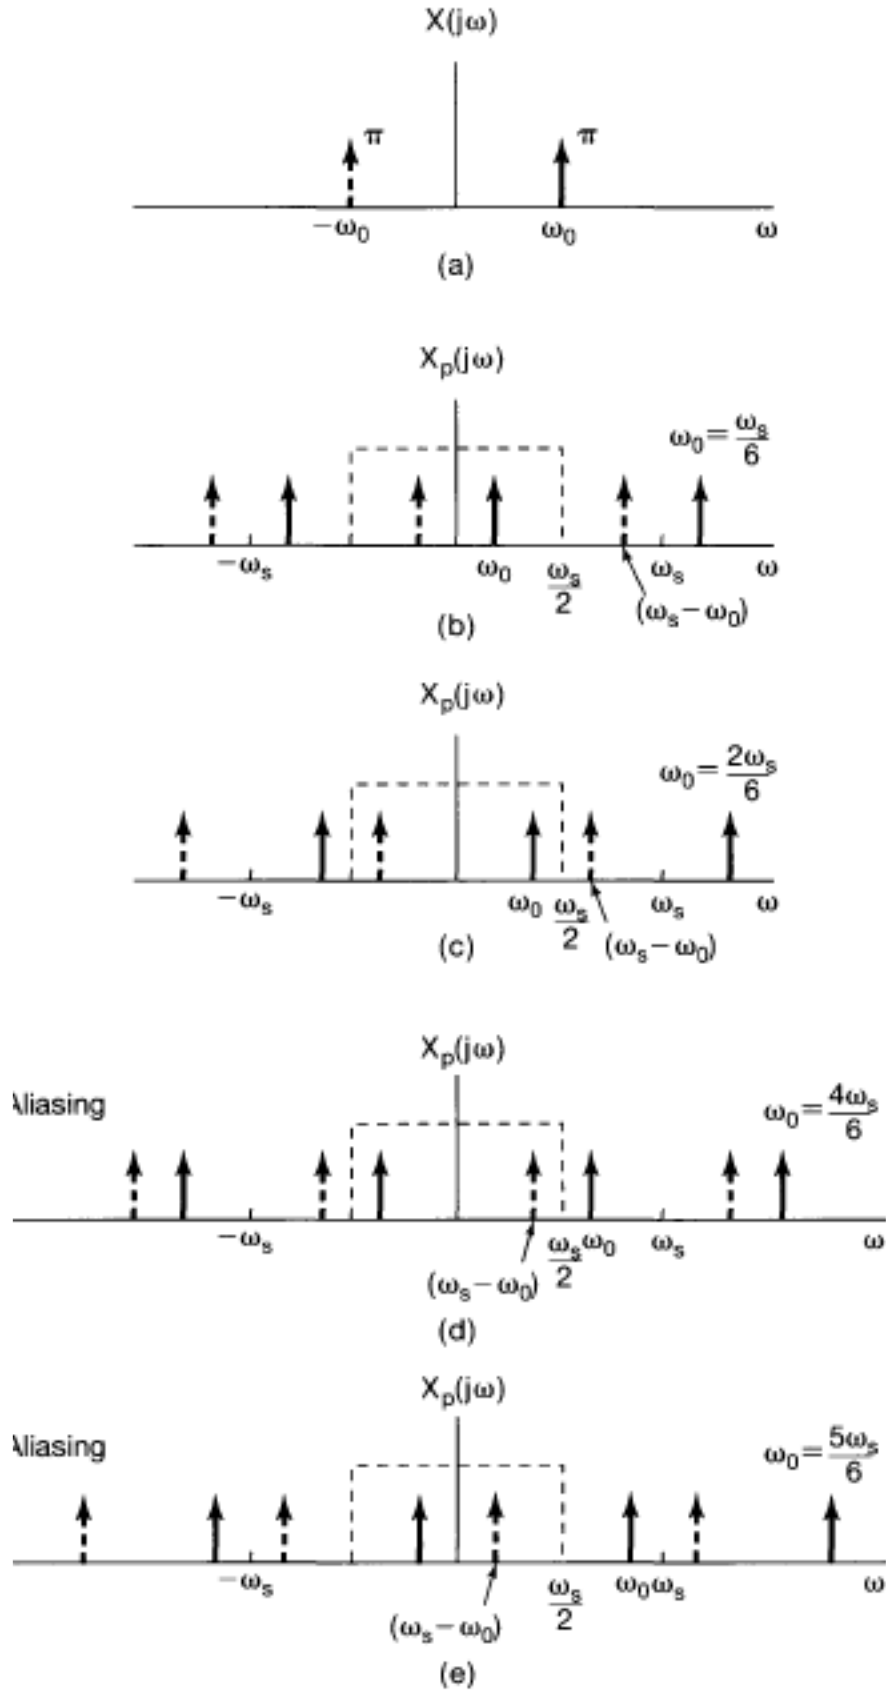 X(jω)
π π
−ω₀ ω₀ ω
(a)
Xₚ(jω)
ω₀ = ωₛ/6
−ωₛ ω₀ ωₛ/2 ωₛ ω
(ωₛ − ω₀)
(b)
Xₚ(jω)
ω₀ = 2ωₛ/6
−ωₛ ω₀ ωₛ/2 ωₛ ω
(ωₛ − ω₀)
(c)
Xₚ(jω)
Aliasing
ω₀ = 4ωₛ/6
−ωₛ ωₛ/2 ω₀ ωₛ ω
(ωₛ − ω₀)
(d)
Xₚ(jω)
Aliasing
ω₀ = 5ωₛ/6
−ωₛ ωₛ/2 ω₀ ωₛ ω
(ωₛ − ω₀)
(e)